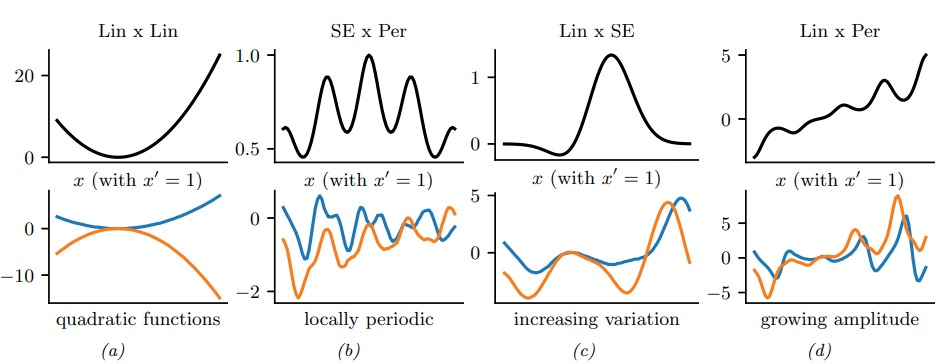 Lin x Lin
SE x Per
Lin x SE
Lin x Per
20
0
1.0
0.5
1
0
5
0
x (with x′ = 1)
x (with x′ = 1)
x (with x′ = 1)
x (with x′ = 1)
0
−10
0
−2
5
0
5
0
−5
quadratic functions
locally periodic
increasing variation
growing amplitude
(a)
(b)
(c)
(d)